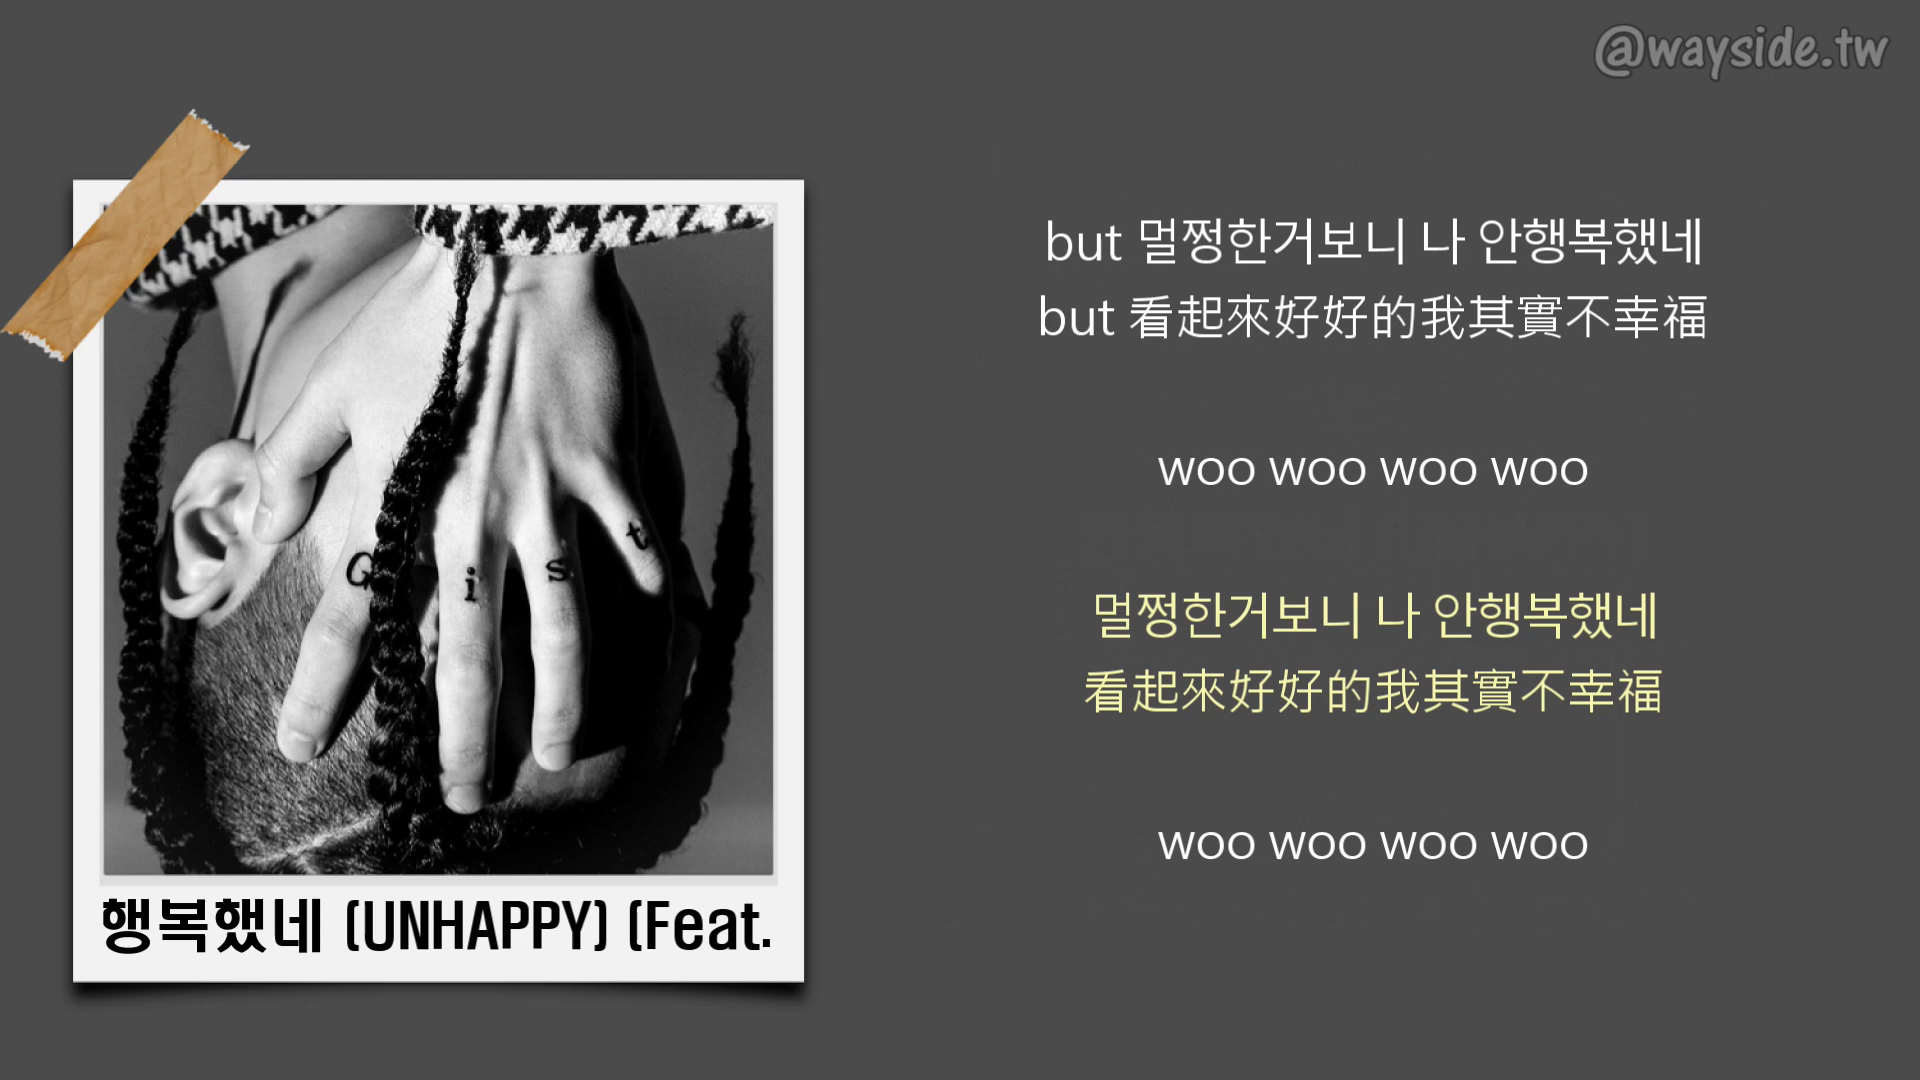 @wayside.tw
G i s t
행복했네 (UNHAPPY) (Feat.
but 멀쩡한거보니 나 안행복했네
but 看起來好好的我其實不幸福
woo woo woo woo
멀쩡한거보니 나 안행복했네
看起來好好的我其實不幸福
woo woo woo woo